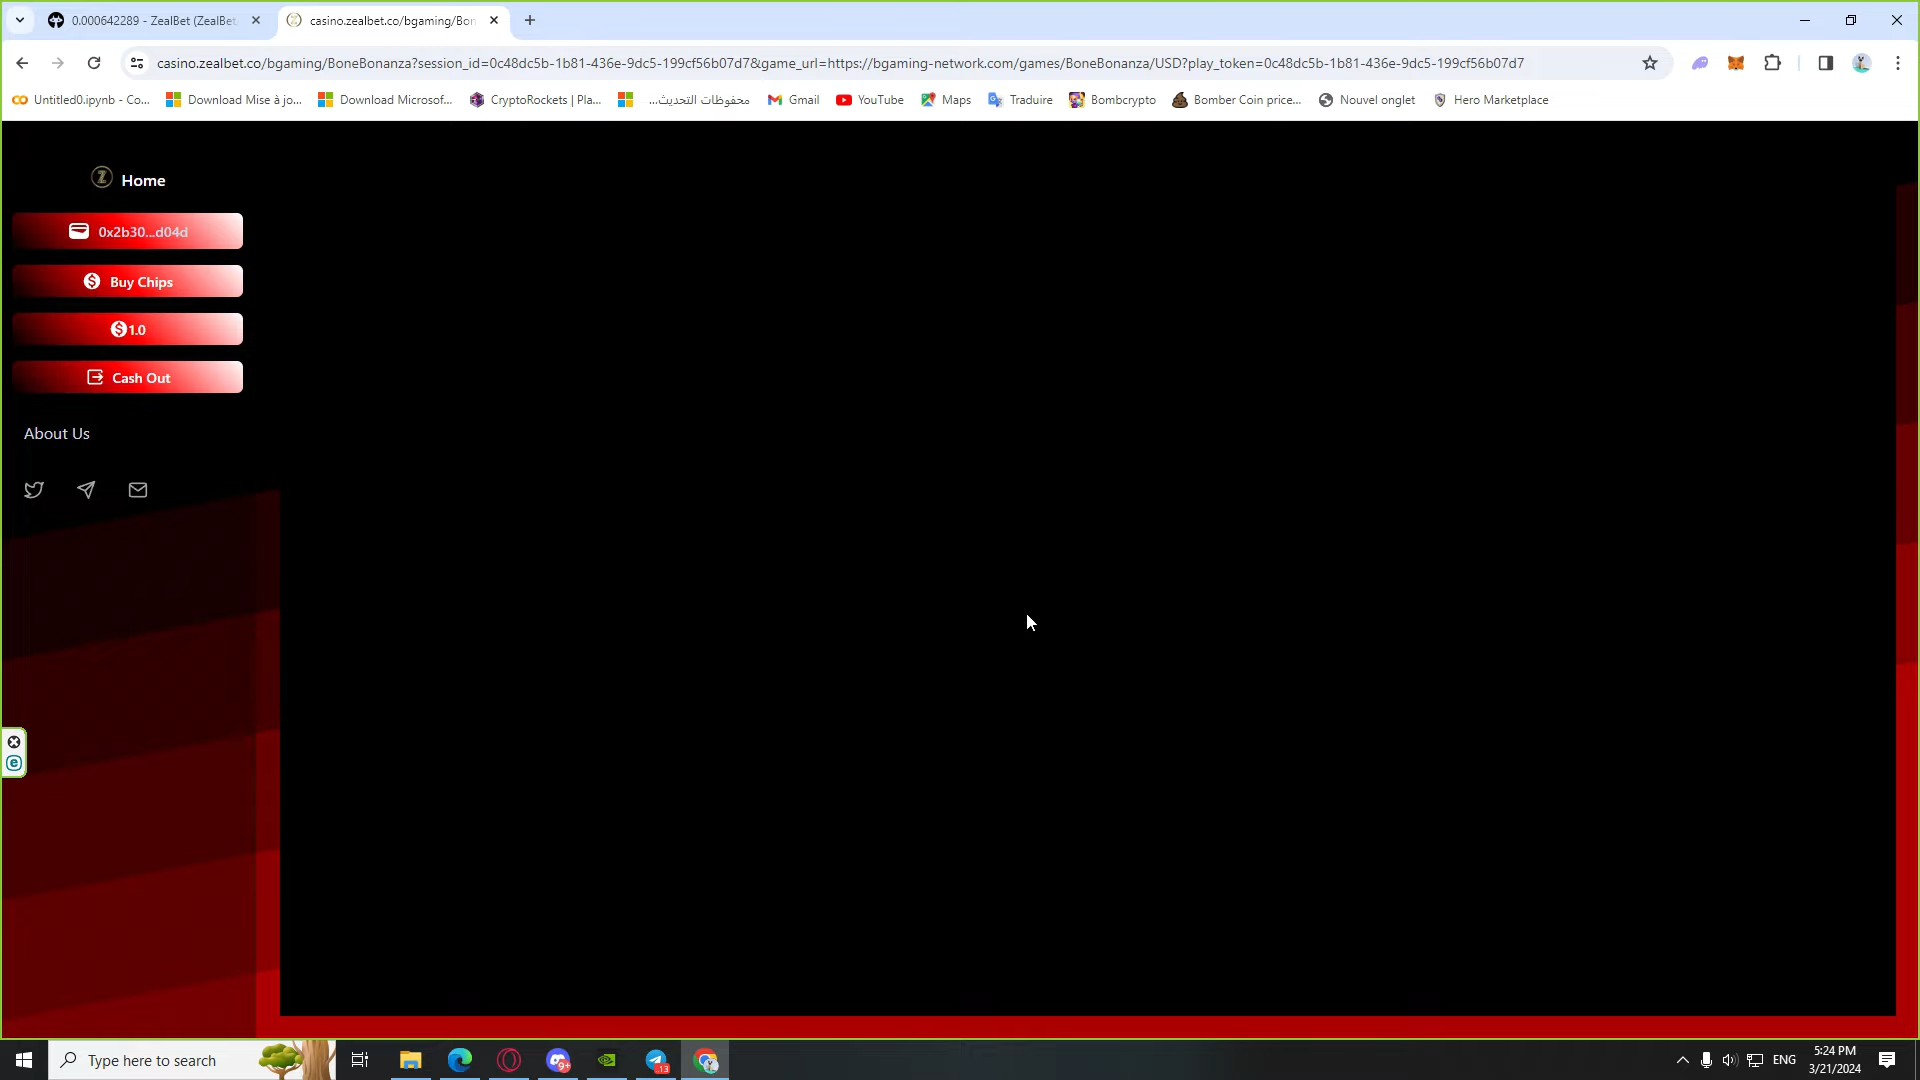 0.000642289 - ZealBet (ZealBet
casino.zealbet.co/bgaming/Bon
casino.zealbet.co/bgaming/BoneBonanza?session_id=0c48dc5b-1b81-436e-9dc5-199cf56b07d7&game_url=https://bgaming-network.com/games/BoneBonanza/USD?play_token=0c48dc5b-1b81-436e-9dc5-199cf56b07d7
Untitled0.ipynb - Co...
Download Mise à jo...
Download Microsof...
CryptoRockets | Pla...
محفوظات التحديث...
Gmail
YouTube
Maps
Traduire
Bombcrypto
Bomber Coin price...
Nouvel onglet
Hero Marketplace
Home
0x2b30...d04d
Buy Chips
$1.0
Cash Out
About Us
Type here to search
9+
13
ENG
5:24 PM
3/21/2024